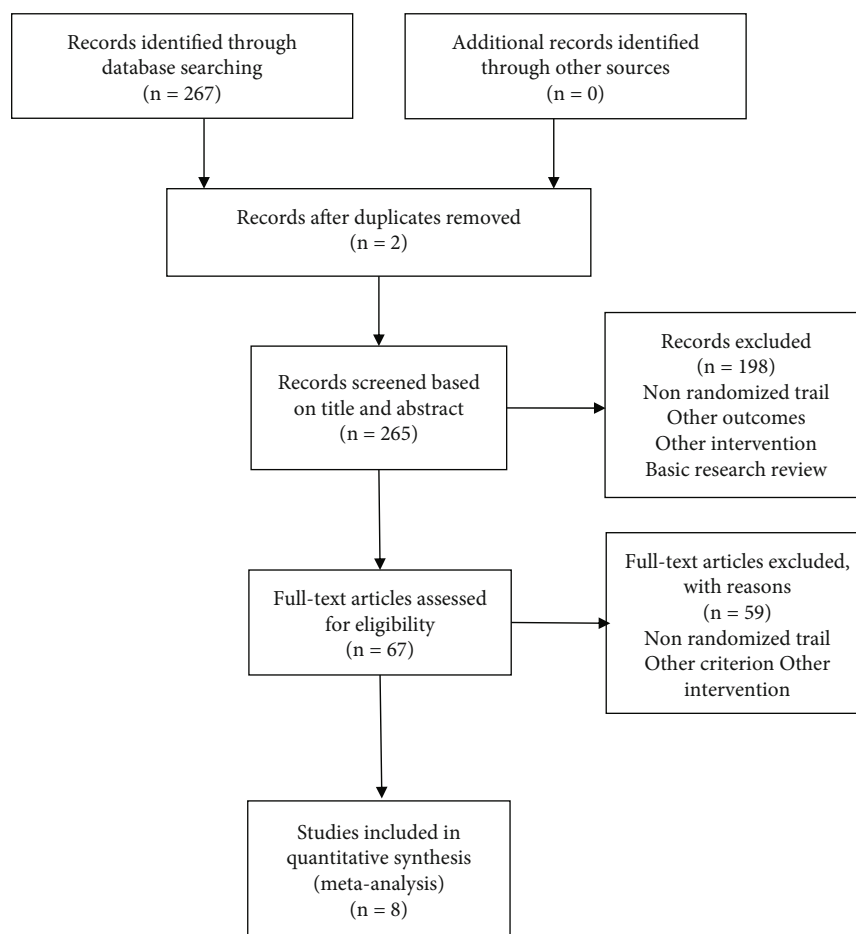 Records identified through
database searching
(n = 267)
Additional records identified
through other sources
(n = 0)
Records after duplicates removed
(n = 2)
Records screened based
on title and abstract
(n = 265)
Records excluded
(n = 198)
Non randomized trail
Other outcomes
Other intervention
Basic research review
Full-text articles assessed
for eligibility
(n = 67)
Full-text articles excluded,
with reasons
(n = 59)
Non randomized trail
Other criterion Other
intervention
Studies included in
quantitative synthesis
(meta-analysis)
(n = 8)